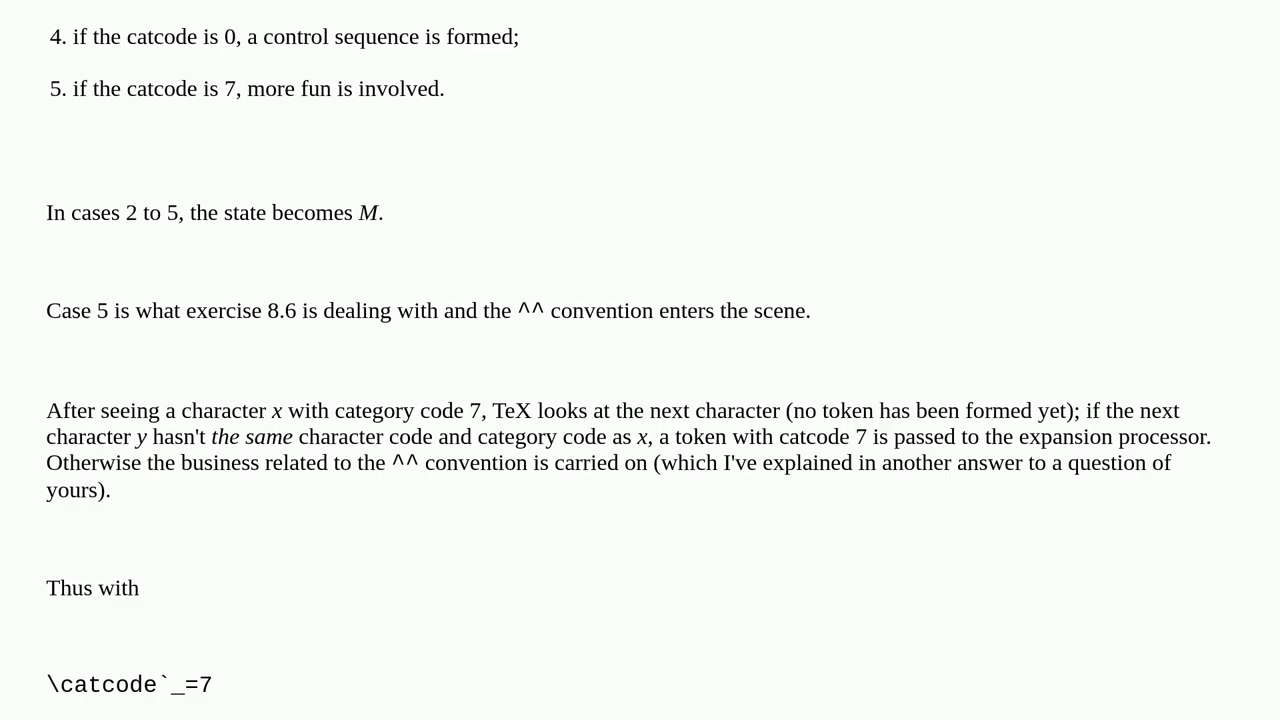 4. if the catcode is 0, a control sequence is formed;
5. if the catcode is 7, more fun is involved.
In cases 2 to 5, the state becomes M.
Case 5 is what exercise 8.6 is dealing with and the ^^ convention enters the scene.
After seeing a character x with category code 7, TeX looks at the next character (no token has been formed yet); if the next
character y hasn't the same character code and category code as x, a token with catcode 7 is passed to the expansion processor.
Otherwise the business related to the ^^ convention is carried on (which I've explained in another answer to a question of
yours).
Thus with
\catcode`_=7